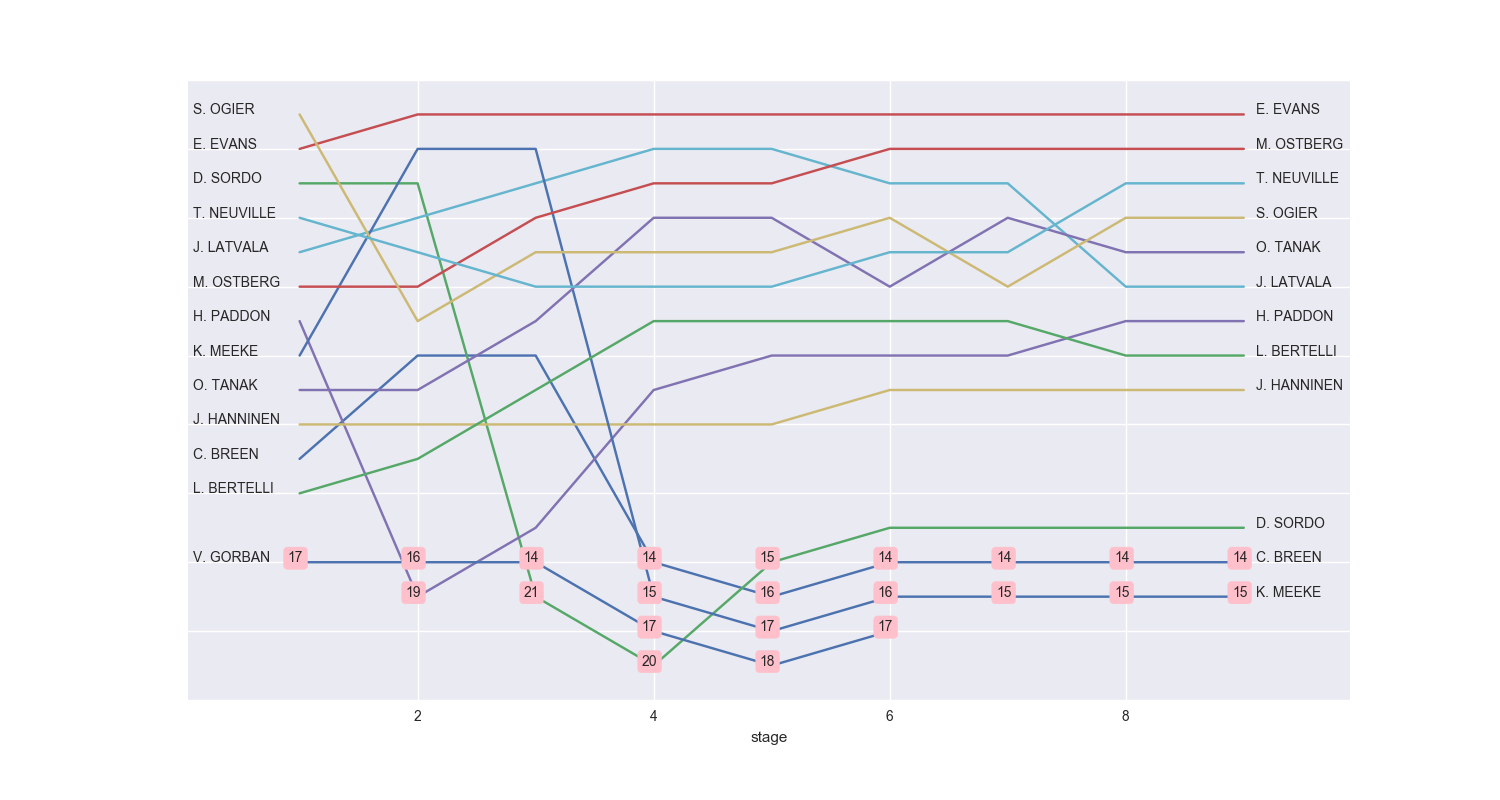 S. OGIER
E. EVANS
D. SORDO
T. NEUVILLE
J. LATVALA
M. OSTBERG
H. PADDON
K. MEEKE
O. TANAK
J. HANNINEN
C. BREEN
L. BERTELLI
V. GORBAN
17 16 14 14 15 14 14 14 14
19 21 15 16 16 15 15 15
17 17 17
20 18
E. EVANS
M. OSTBERG
T. NEUVILLE
S. OGIER
O. TANAK
J. LATVALA
H. PADDON
L. BERTELLI
J. HANNINEN
D. SORDO
C. BREEN
K. MEEKE
2 4 6 8
stage